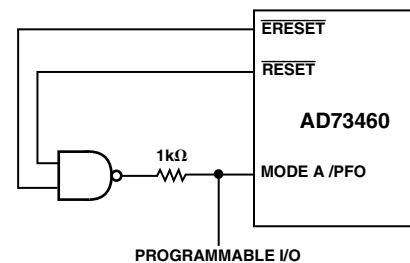 ERESET
RESET
AD73460
1kΩ
MODE A /PFO
PROGRAMMABLE I/O